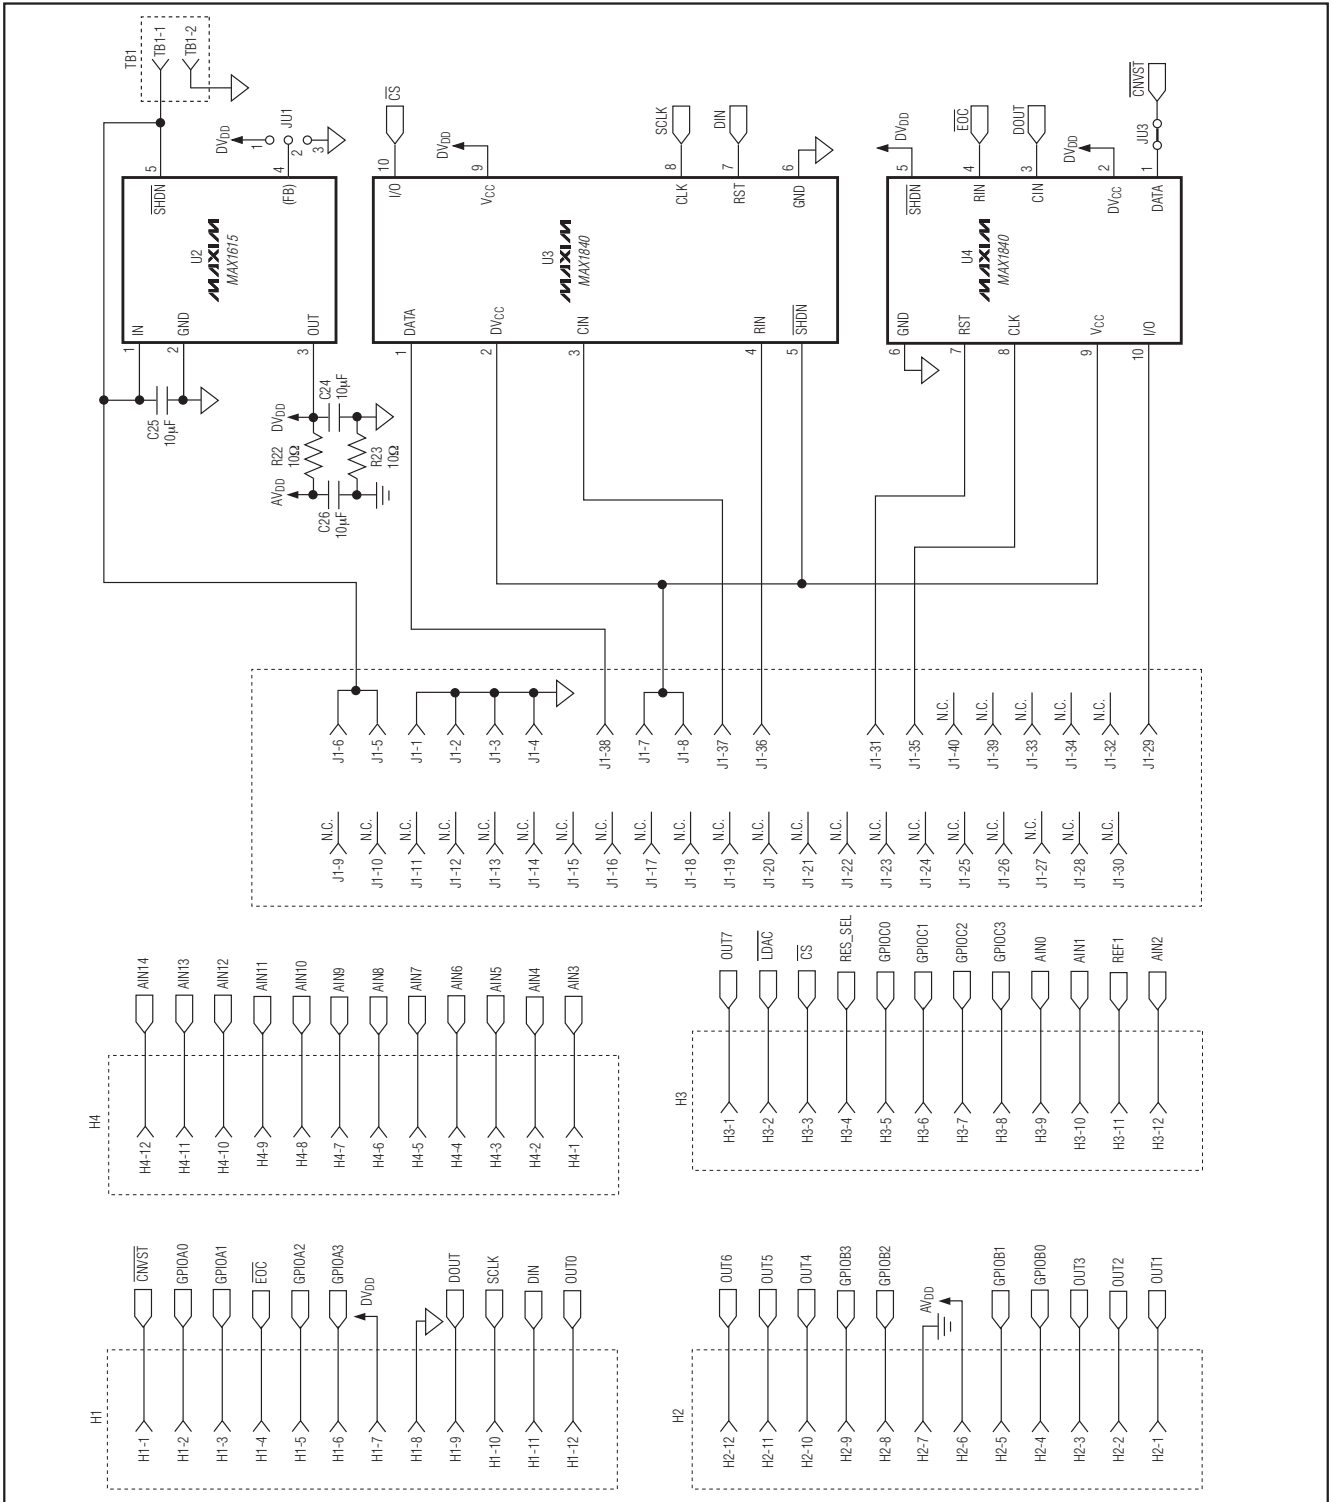 TB1
TB1-1
TB1-2
DVDD
JU1
1
2
3
5
4
SHDN
(FB)
U2
MAXIM
MAX1615
IN
GND
OUT
1
2
3
C25
10µF
DVDD
C24
10µF
R22
10Ω
R23
10Ω
AVDD
C26
10µF
CS
DVDD
SCLK
DIN
10
9
8
7
6
I/O
VCC
CLK
RST
GND
U3
MAXIM
MAX1840
DATA
DVCC
CIN
RIN
SHDN
1
2
3
4
5
DVDD
EOC
DOUT
DVDD
CNVST
JU3
5
4
3
2
1
SHDN
RIN
CIN
DVCC
DATA
U4
MAXIM
MAX1840
GND
RST
CLK
VCC
I/O
6
7
8
9
10
J1-6
J1-5
J1-1
J1-2
J1-3
J1-4
J1-38
J1-7
J1-8
J1-37
J1-36
J1-31
J1-35
N.C.
J1-40
N.C.
J1-39
N.C.
J1-33
N.C.
J1-34
N.C.
J1-32
J1-29
N.C.
J1-9
N.C.
J1-10
N.C.
J1-11
N.C.
J1-12
N.C.
J1-13
N.C.
J1-14
N.C.
J1-15
N.C.
J1-16
N.C.
J1-17
N.C.
J1-18
N.C.
J1-19
N.C.
J1-20
N.C.
J1-21
N.C.
J1-22
N.C.
J1-23
N.C.
J1-24
N.C.
J1-25
N.C.
J1-26
N.C.
J1-27
N.C.
J1-28
N.C.
J1-30
H4
AIN14
H4-12
AIN13
H4-11
AIN12
H4-10
AIN11
H4-9
AIN10
H4-8
AIN9
H4-7
AIN8
H4-6
AIN7
H4-5
AIN6
H4-4
AIN5
H4-3
AIN4
H4-2
AIN3
H4-1
H3
OUT7
H3-1
LDAC
H3-2
CS
H3-3
RES_SEL
H3-4
GPIOC0
H3-5
GPIOC1
H3-6
GPIOC2
H3-7
GPIOC3
H3-8
AIN0
H3-9
AIN1
H3-10
REF1
H3-11
AIN2
H3-12
H1
CNVST
H1-1
GPIOA0
H1-2
GPIOA1
H1-3
EOC
H1-4
GPIOA2
H1-5
GPIOA3
H1-6
DVDD
H1-7
H1-8
DOUT
H1-9
SCLK
H1-10
DIN
H1-11
OUT0
H1-12
H2
OUT6
H2-12
OUT5
H2-11
OUT4
H2-10
GPIOB3
H2-9
GPIOB2
H2-8
H2-7
AVDD
H2-6
GPIOB1
H2-5
GPIOB0
H2-4
OUT3
H2-3
OUT2
H2-2
OUT1
H2-1